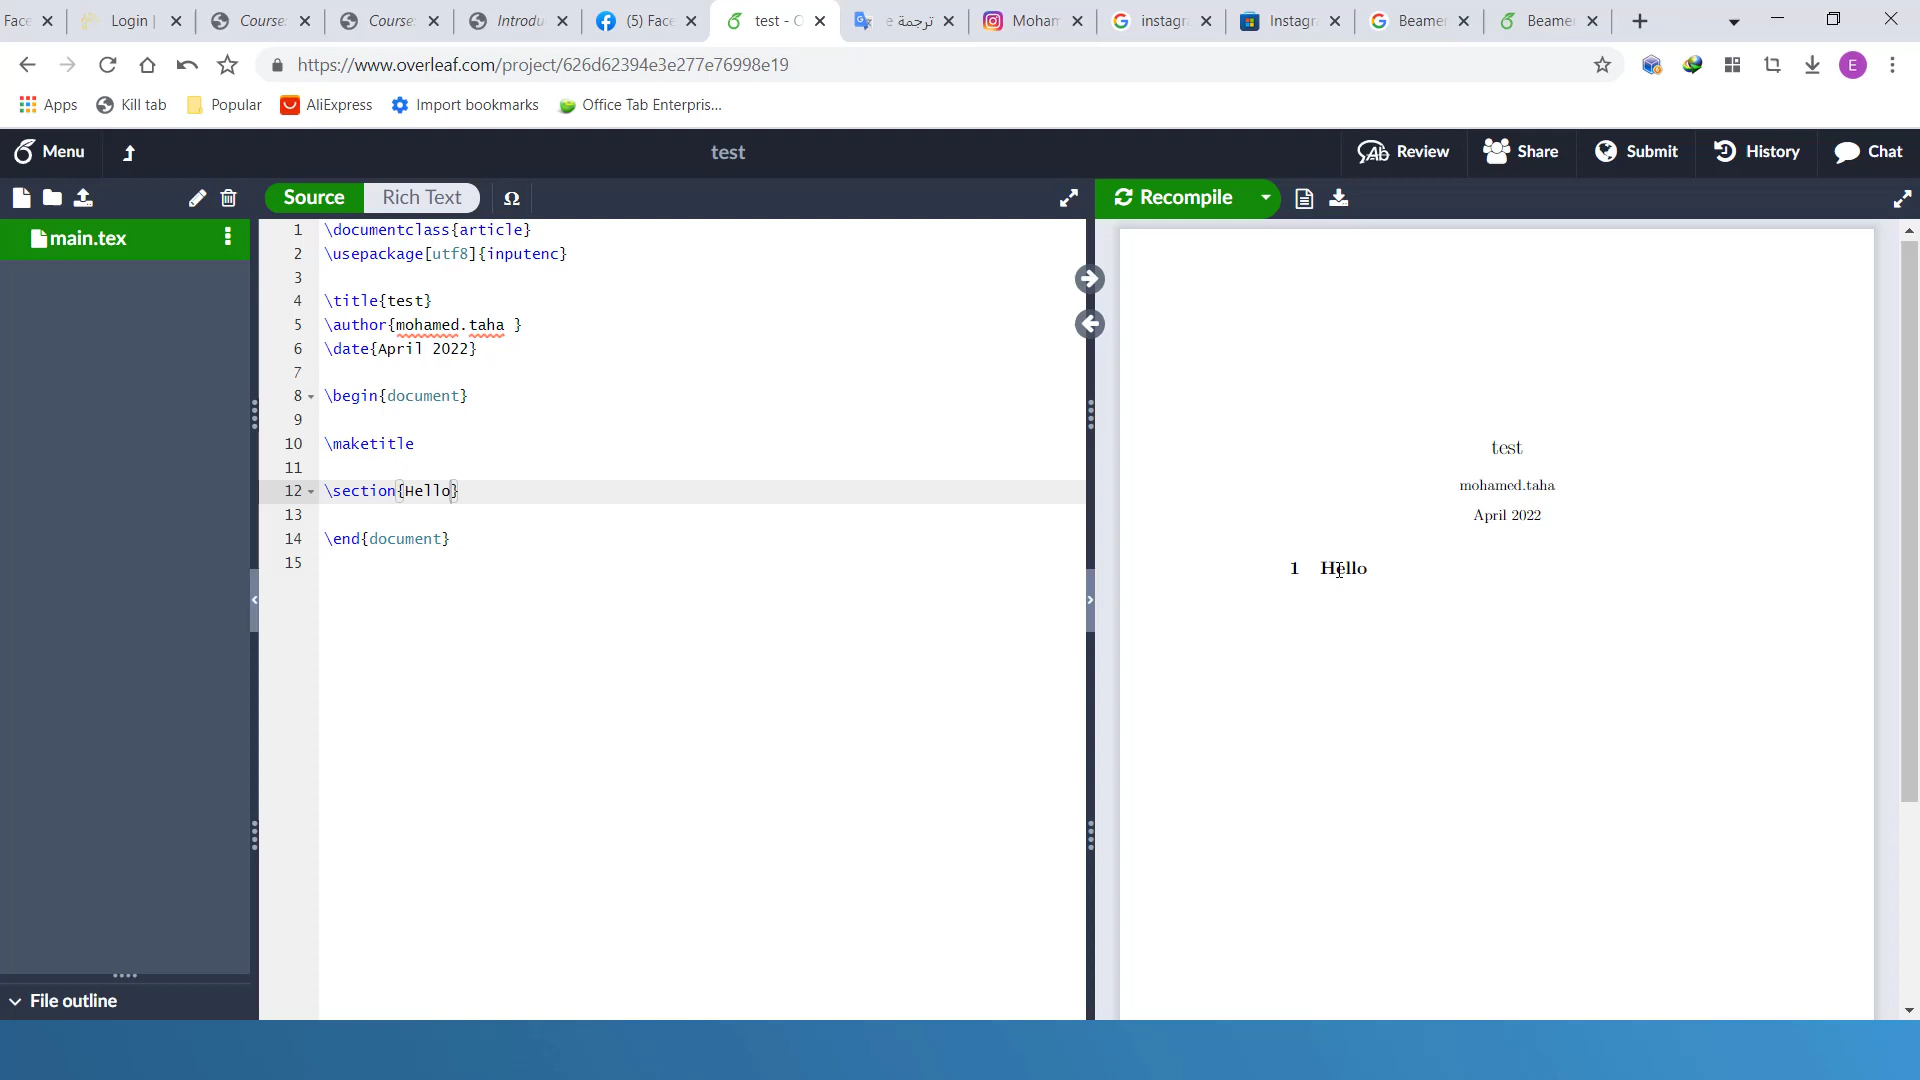 Face
Login |
Course:
Course:
Introdu
(5) Face
test - O
ترجمة e
Moham
instagra
Instagra
Beamer
Beamer
https://www.overleaf.com/project/626d62394e3e277e76998e19
E
Apps
Kill tab
Popular
AliExpress
Import bookmarks
Office Tab Enterpris...
Menu
test
Review
Share
Submit
History
Chat
Source
Rich Text
Ω
Recompile
main.tex
1 \documentclass{article}
2 \usepackage[utf8]{inputenc}
3
4 \title{test}
5 \author{mohamed.taha }
6 \date{April 2022}
7
8 \begin{document}
9
10 \maketitle
11
12 \section{Hello}
13
14 \end{document}
15
test
mohamed.taha
April 2022
1 Hello
File outline